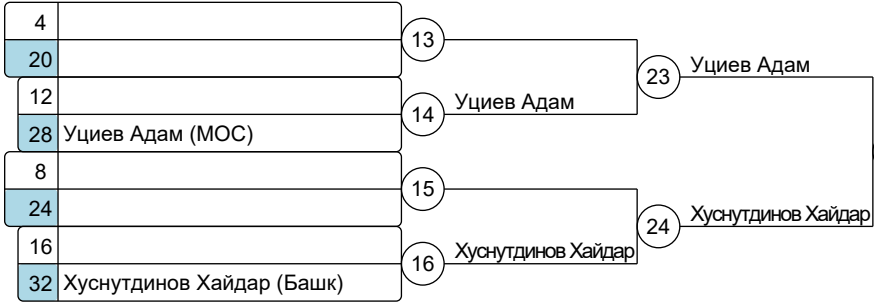 4
13
20
23 Уциев Адам
12
14 Уциев Адам
28 Уциев Адам (МОС)
8
15
24
24 Хуснутдинов Хайдар
16
16 Хуснутдинов Хайдар
32 Хуснутдинов Хайдар (Башк)